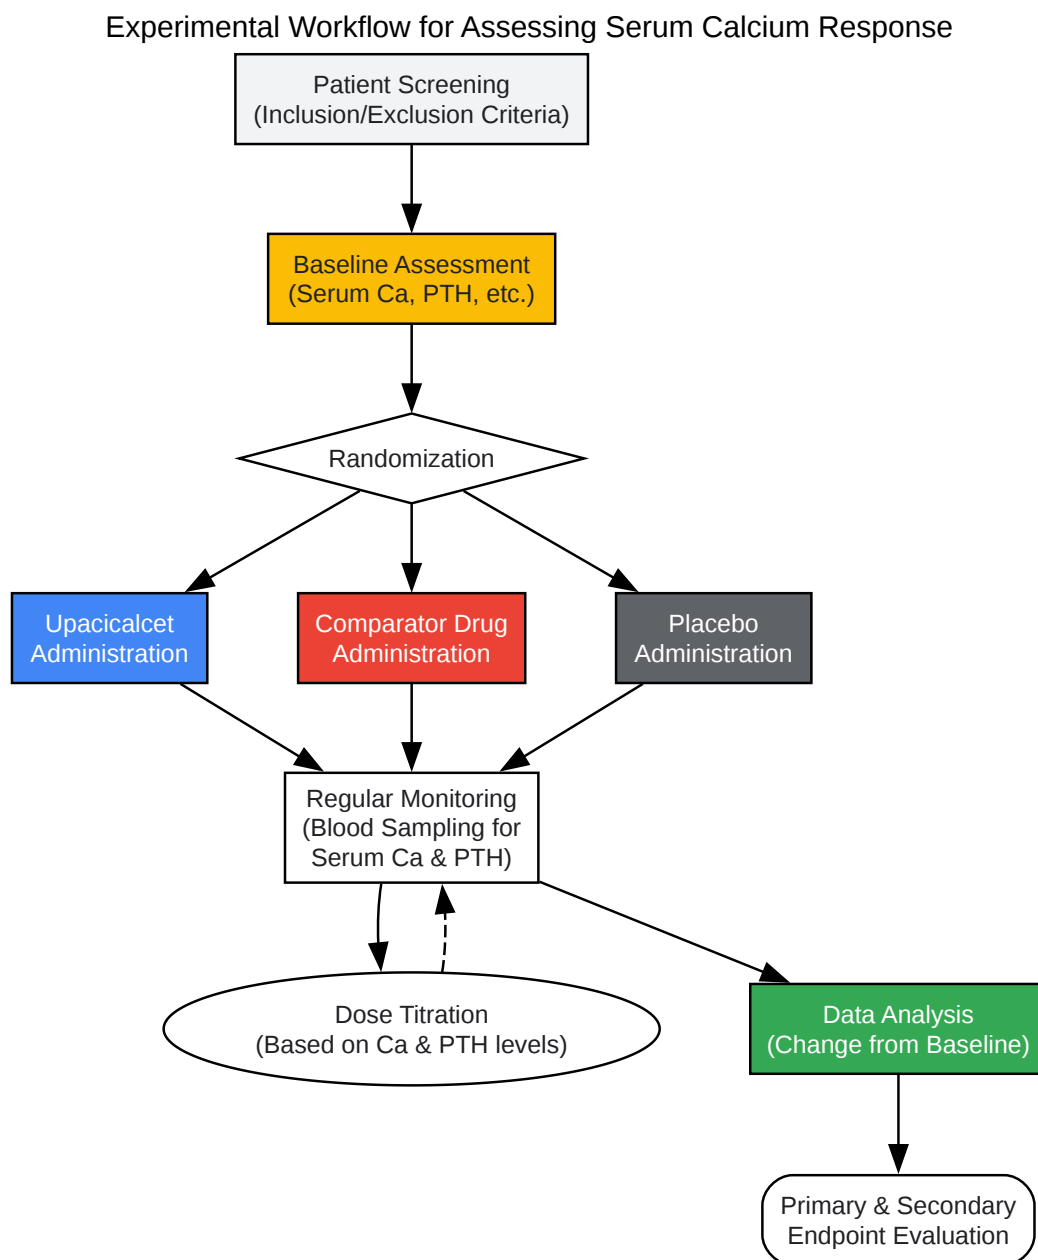 Experimental Workflow for Assessing Serum Calcium Response
Patient Screening
(Inclusion/Exclusion Criteria)
Baseline Assessment
(Serum Ca, PTH, etc.)
Randomization
Upacicalcet
Administration
Comparator Drug
Administration
Placebo
Administration
Regular Monitoring
(Blood Sampling for
Serum Ca & PTH)
Dose Titration
(Based on Ca & PTH levels)
Data Analysis
(Change from Baseline)
Primary & Secondary
Endpoint Evaluation